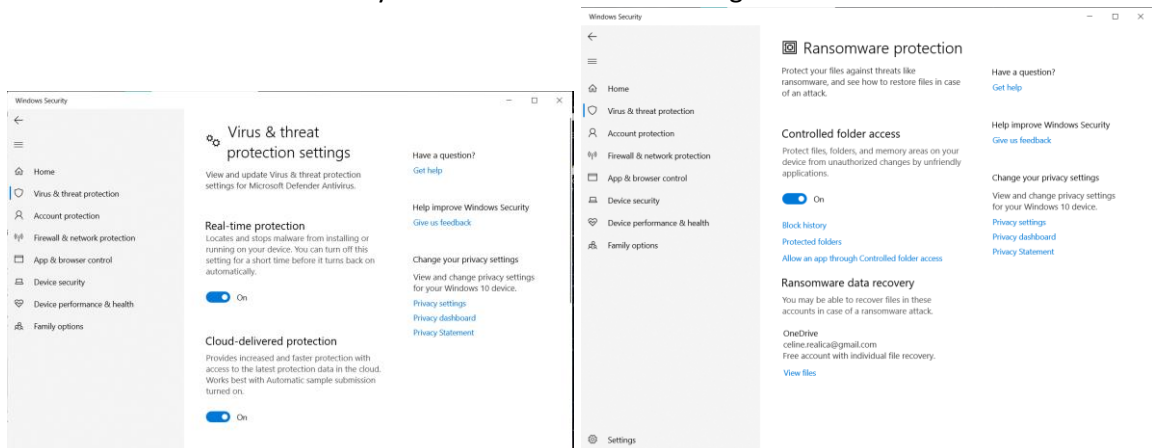 Windows Security
Home
Virus & threat protection
Account protection
Firewall & network protection
App & browser control
Device security
Device performance & health
Family options
Virus & threat
protection settings
View and update Virus & threat protection
settings for Microsoft Defender Antivirus.
Real-time protection
Locates and stops malware from installing or
running on your device. You can turn off this
setting for a short time before it turns back on
automatically.
On
Cloud-delivered protection
Provides increased and faster protection with
access to the latest protection data in the cloud.
Works best with Automatic sample submission
turned on.
On
Have a question?
Get help
Help improve Windows Security
Give us feedback
Change your privacy settings
View and change privacy settings
for your Windows 10 device.
Privacy settings
Privacy dashboard
Privacy Statement
Windows Security
Home
Virus & threat protection
Account protection
Firewall & network protection
App & browser control
Device security
Device performance & health
Family options
Settings
Ransomware protection
Protect your files against threats like
ransomware, and see how to restore files in case
of an attack.
Controlled folder access
Protect files, folders, and memory areas on your
device from unauthorized changes by unfriendly
applications.
On
Block history
Protected folders
Allow an app through Controlled folder access
Ransomware data recovery
You may be able to recover files in these
accounts in case of a ransomware attack.
OneDrive
celine.realica@gmail.com
Free account with individual file recovery.
View files
Have a question?
Get help
Help improve Windows Security
Give us feedback
Change your privacy settings
View and change privacy settings
for your Windows 10 device.
Privacy settings
Privacy dashboard
Privacy Statement